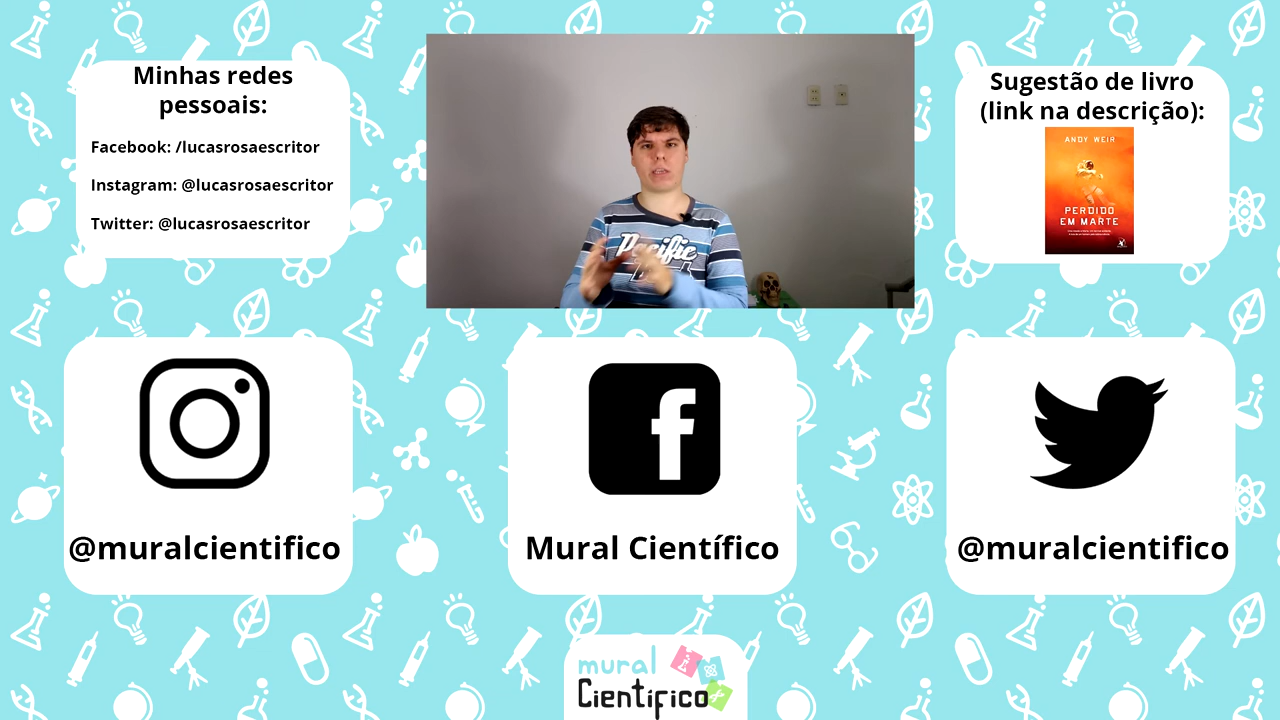 Minhas redes
pessoais:
Facebook: /lucasrosaescritor
Instagram: @lucasrosaescritor
Twitter: @lucasrosaescritor
Pacific
Sugestão de livro
(link na descrição):
ANDY WEIR
PERDIDO
EM MARTE
@muralcientifico
Mural Científico
@muralcientifico
mural
Científico